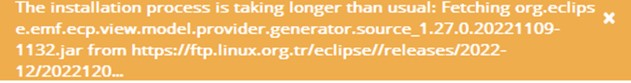 The installation process is taking longer than usual: Fetching org.eclips
e.emf.ecp.view.model.provider.generator.source_1.27.0.20221109-
1132.jar from https://ftp.linux.org.tr/eclipse//releases/2022-
12/2022120...